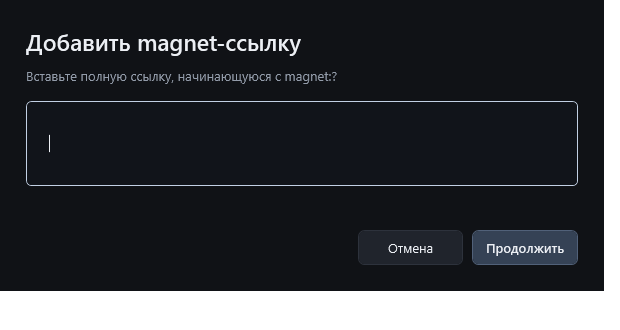 Добавить magnet-ссылку
Вставьте полную ссылку, начинающуюся с magnet:?
Отмена
Продолжить